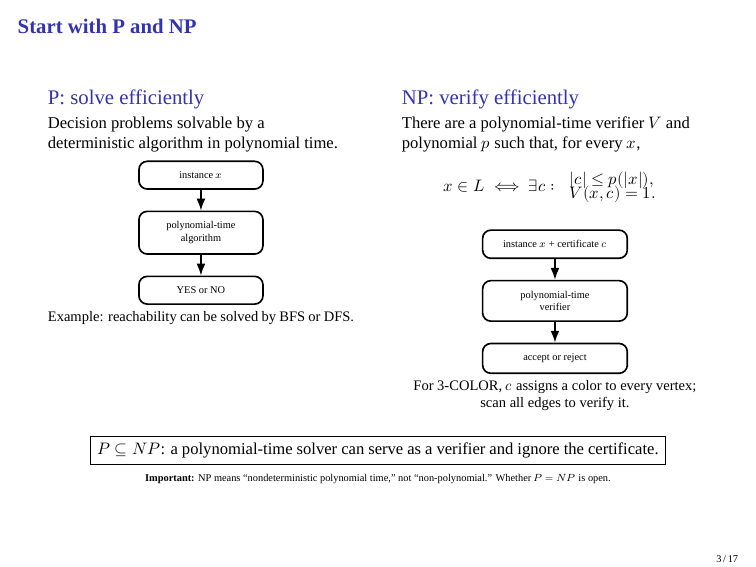 Start with P and NP
P: solve efficiently
Decision problems solvable by a
deterministic algorithm in polynomial time.
instance x
polynomial-time
algorithm
YES or NO
Example: reachability can be solved by BFS or DFS.
NP: verify efficiently
There are a polynomial-time verifier V and
polynomial p such that, for every x,
x ∈ L ⟺ ∃c : |c| ≤ p(|x|),
V(x, c) = 1.
instance x + certificate c
polynomial-time
verifier
accept or reject
For 3-COLOR, c assigns a color to every vertex;
scan all edges to verify it.
P ⊆ NP: a polynomial-time solver can serve as a verifier and ignore the certificate.
Important: NP means “nondeterministic polynomial time,” not “non-polynomial.” Whether P = NP is open.
3 / 17